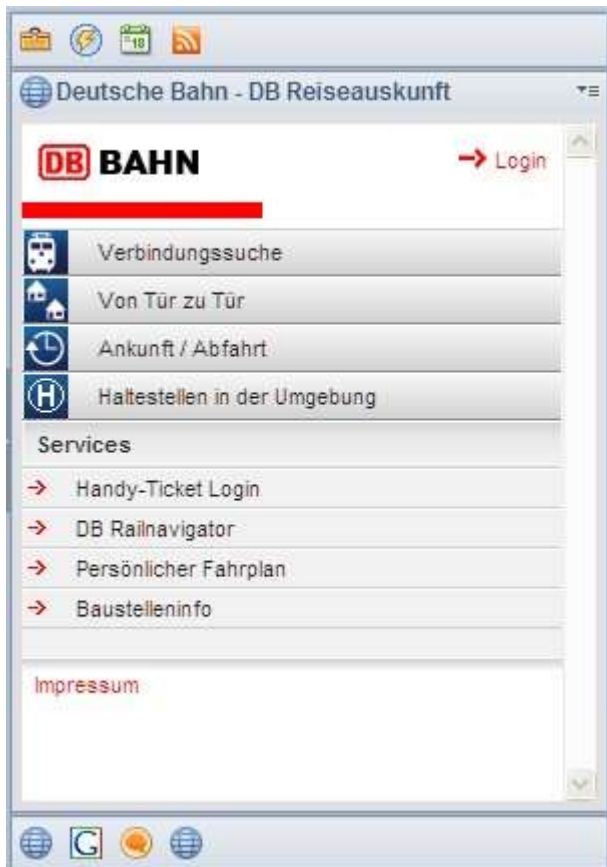 18
Deutsche Bahn - DB Reiseauskunft
DB BAHN
Login
Verbindungssuche
Von Tür zu Tür
Ankunft / Abfahrt
H
Haltestellen in der Umgebung
Services
Handy-Ticket Login
DB Railnavigator
Persönlicher Fahrplan
Baustelleninfo
Impressum
G